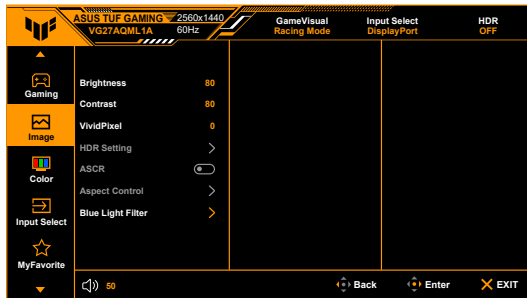 ASUS TUF GAMING
VG27AQML1A
2560x1440
60Hz
GameVisual
Racing Mode
Input Select
DisplayPort
HDR
OFF
Gaming
Image
Color
Input Select
MyFavorite
Brightness 80
Contrast 80
VividPixel 0
HDR Setting
ASCR
Aspect Control
Blue Light Filter
50
Back
Enter
EXIT